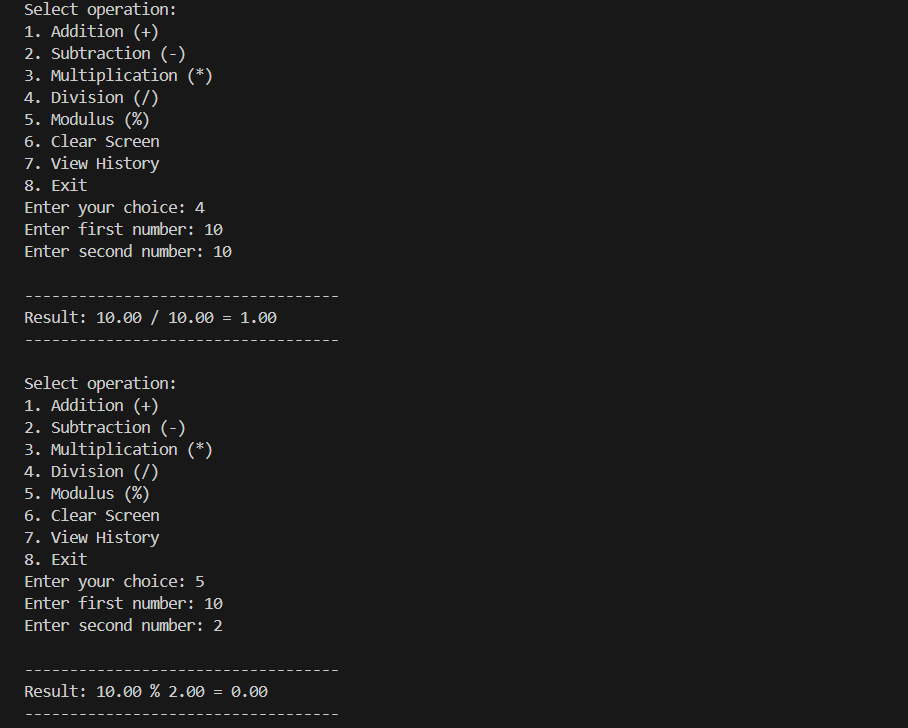 Select operation:
1. Addition (+)
2. Subtraction (-)
3. Multiplication (*)
4. Division (/)
5. Modulus (%)
6. Clear Screen
7. View History
8. Exit
Enter your choice: 4
Enter first number: 10
Enter second number: 10
-----------------------------------
Result: 10.00 / 10.00 = 1.00
-----------------------------------
Select operation:
1. Addition (+)
2. Subtraction (-)
3. Multiplication (*)
4. Division (/)
5. Modulus (%)
6. Clear Screen
7. View History
8. Exit
Enter your choice: 5
Enter first number: 10
Enter second number: 2
-----------------------------------
Result: 10.00 % 2.00 = 0.00
-----------------------------------